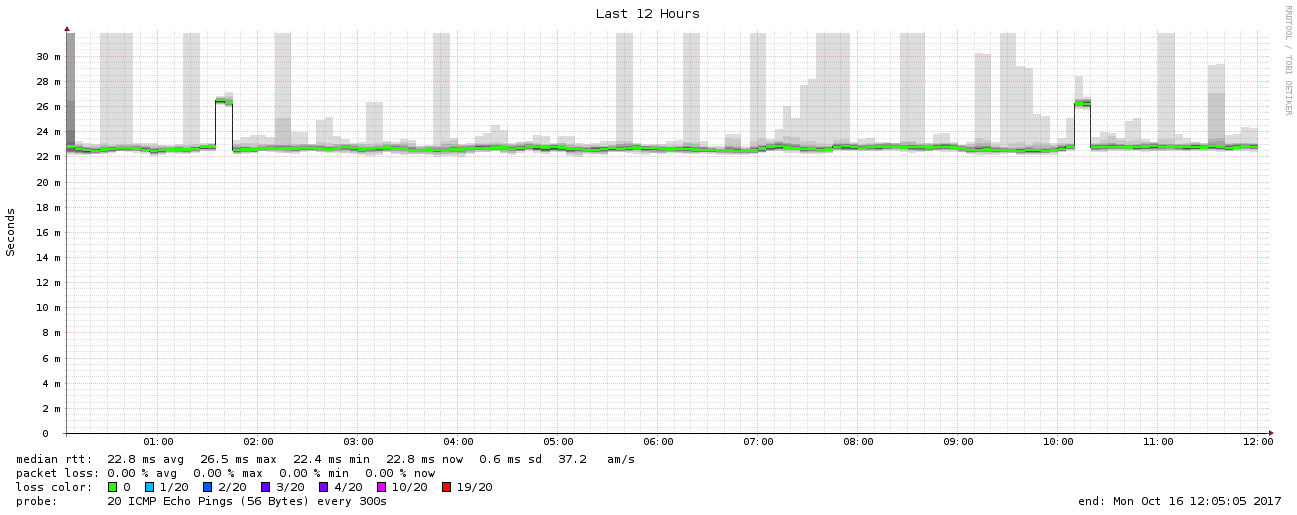 Last 12 Hours
RRDTOOL / TOBI OETIKER
Seconds
30 m
28 m
26 m
24 m
22 m
20 m
18 m
16 m
14 m
12 m
10 m
8 m
6 m
4 m
2 m
0
01:00 02:00 03:00 04:00 05:00 06:00 07:00 08:00 09:00 10:00 11:00 12:00
median rtt: 22.8 ms avg 26.5 ms max 22.4 ms min 22.8 ms now 0.6 ms sd 37.2 am/s
packet loss: 0.00 % avg 0.00 % max 0.00 % min 0.00 % now
loss color: 0 1/20 2/20 3/20 4/20 10/20 19/20
probe: 20 ICMP Echo Pings (56 Bytes) every 300s end: Mon Oct 16 12:05:05 2017